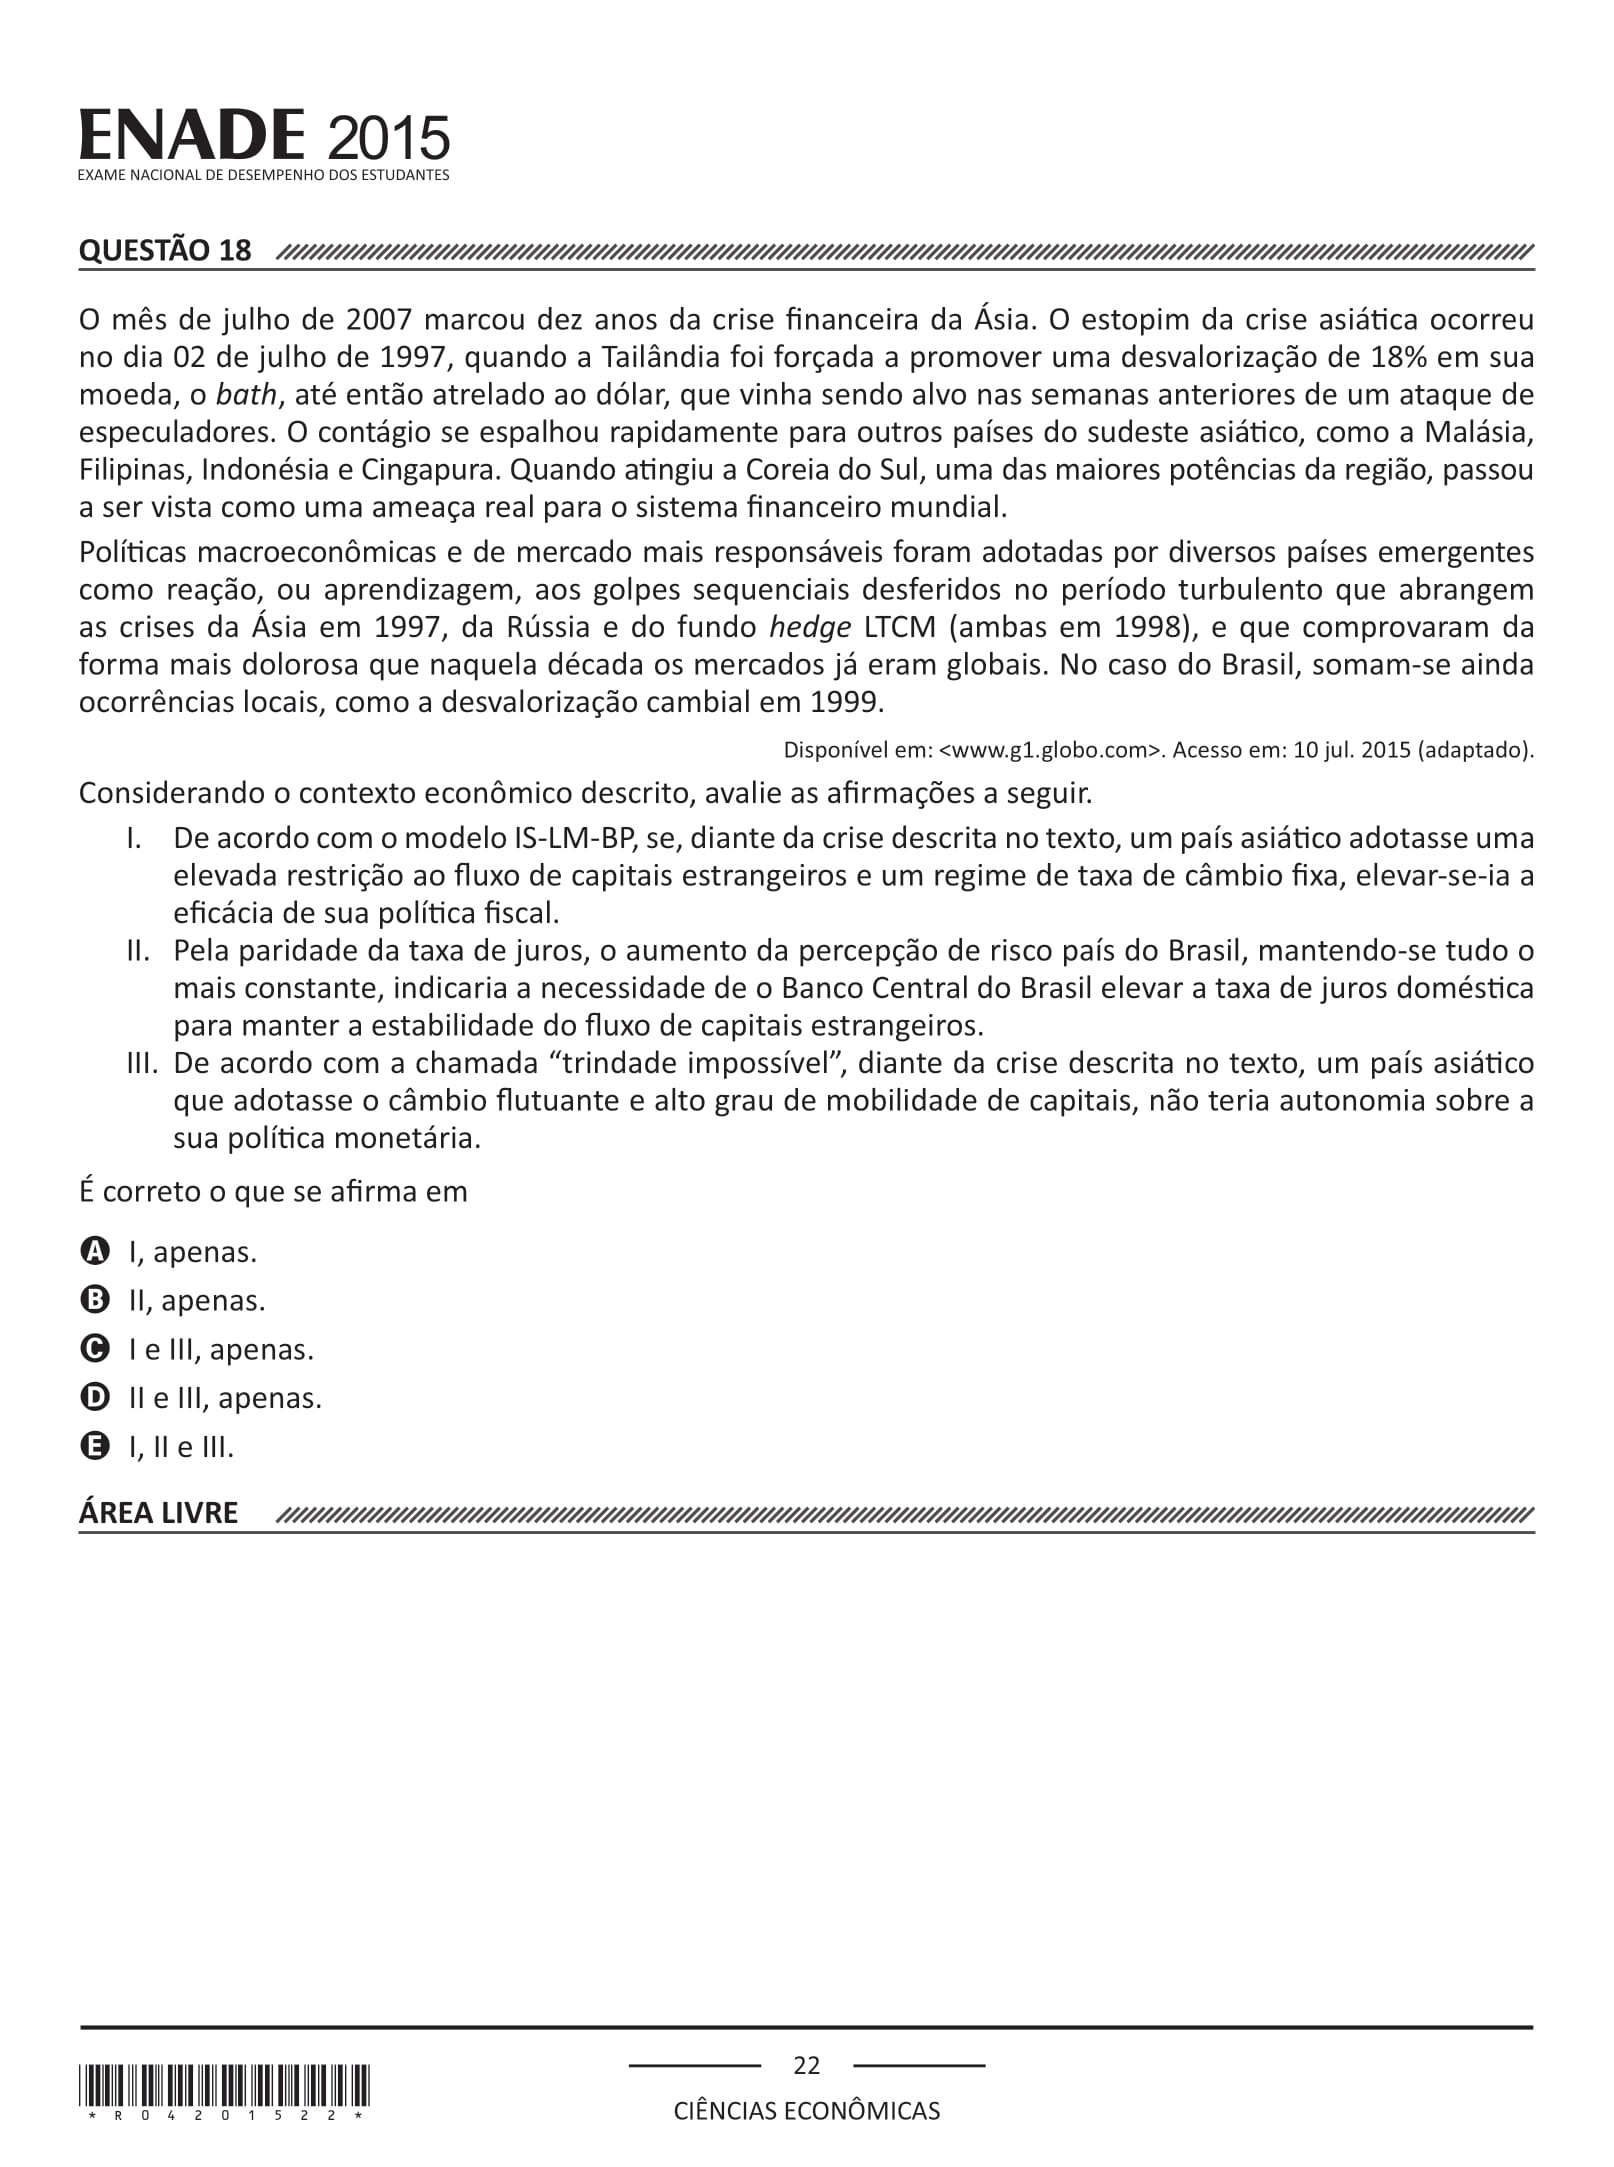 ENADE 2015
EXAME NACIONAL DE DESEMPENHO DOS ESTUDANTES
QUESTÃO 18
O mês de julho de 2007 marcou dez anos da crise financeira da Ásia. O estopim da crise asiática ocorreu
no dia 02 de julho de 1997, quando a Tailândia foi forçada a promover uma desvalorização de 18% em sua
moeda, o bath, até então atrelado ao dólar, que vinha sendo alvo nas semanas anteriores de um ataque de
especuladores. O contágio se espalhou rapidamente para outros países do sudeste asiático, como a Malásia,
Filipinas, Indonésia e Cingapura. Quando atingiu a Coreia do Sul, uma das maiores potências da região, passou
a ser vista como uma ameaça real para o sistema financeiro mundial.
Políticas macroeconômicas e de mercado mais responsáveis foram adotadas por diversos países emergentes
como reação, ou aprendizagem, aos golpes sequenciais desferidos no período turbulento que abrangem
as crises da Ásia em 1997, da Rússia e do fundo hedge LTCM (ambas em 1998), e que comprovaram da
forma mais dolorosa que naquela década os mercados já eram globais. No caso do Brasil, somam-se ainda
ocorrências locais, como a desvalorização cambial em 1999.
Disponível em: <www.g1.globo.com>. Acesso em: 10 jul. 2015 (adaptado).
Considerando o contexto econômico descrito, avalie as afirmações a seguir.
I. De acordo com o modelo IS-LM-BP, se, diante da crise descrita no texto, um país asiático adotasse uma
elevada restrição ao fluxo de capitais estrangeiros e um regime de taxa de câmbio fixa, elevar-se-ia a
eficácia de sua política fiscal.
II. Pela paridade da taxa de juros, o aumento da percepção de risco país do Brasil, mantendo-se tudo o
mais constante, indicaria a necessidade de o Banco Central do Brasil elevar a taxa de juros doméstica
para manter a estabilidade do fluxo de capitais estrangeiros.
III. De acordo com a chamada “trindade impossível”, diante da crise descrita no texto, um país asiático
que adotasse o câmbio flutuante e alto grau de mobilidade de capitais, não teria autonomia sobre a
sua política monetária.
É correto o que se afirma em
A I, apenas.
B II, apenas.
C I e III, apenas.
D II e III, apenas.
E I, II e III.
ÁREA LIVRE
22
CIÊNCIAS ECONÔMICAS
*R04201522*